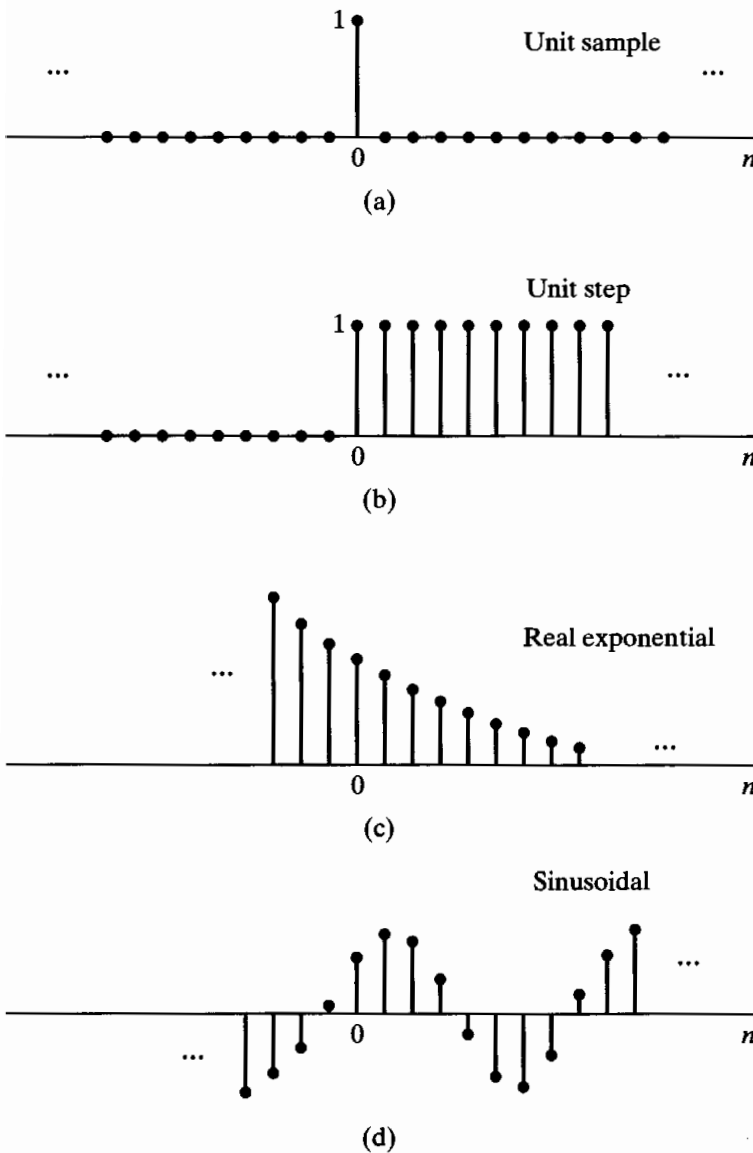 1 Unit sample
... ...
0 n
(a)
Unit step
1
... ...
0 n
(b)
Real exponential
... ...
0 n
(c)
Sinusoidal
...
0 n
...
(d)